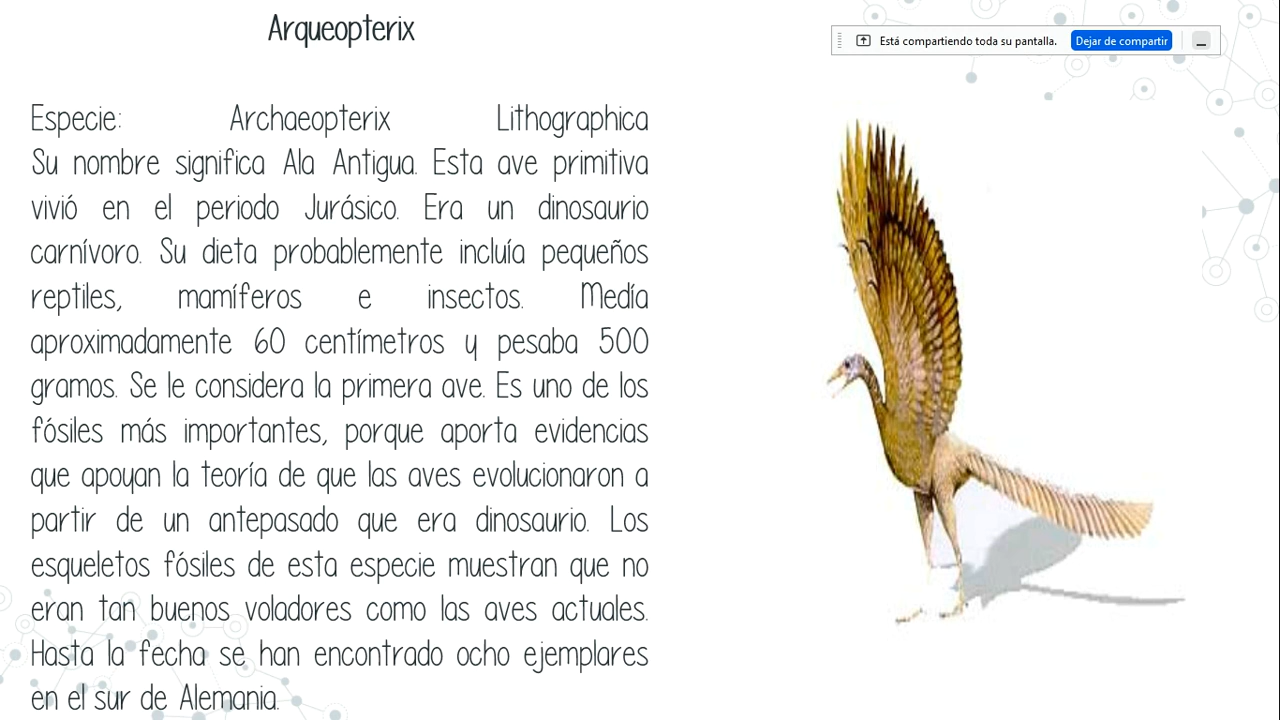 Arqueopterix
Está compartiendo toda su pantalla. Dejar de compartir
Especie: Archaeopterix Lithographica
Su nombre significa Ala Antigua. Esta ave primitiva
vivió en el periodo Jurásico. Era un dinosaurio
carnívoro. Su dieta probablemente incluía pequeños
reptiles, mamíferos e insectos. Medía
aproximadamente 60 centímetros y pesaba 500
gramos. Se le considera la primera ave. Es uno de los
fósiles más importantes, porque aporta evidencias
que apoyan la teoría de que las aves evolucionaron a
partir de un antepasado que era dinosaurio. Los
esqueletos fósiles de esta especie muestran que no
eran tan buenos voladores como las aves actuales.
Hasta la fecha se han encontrado ocho ejemplares
en el sur de Alemania.